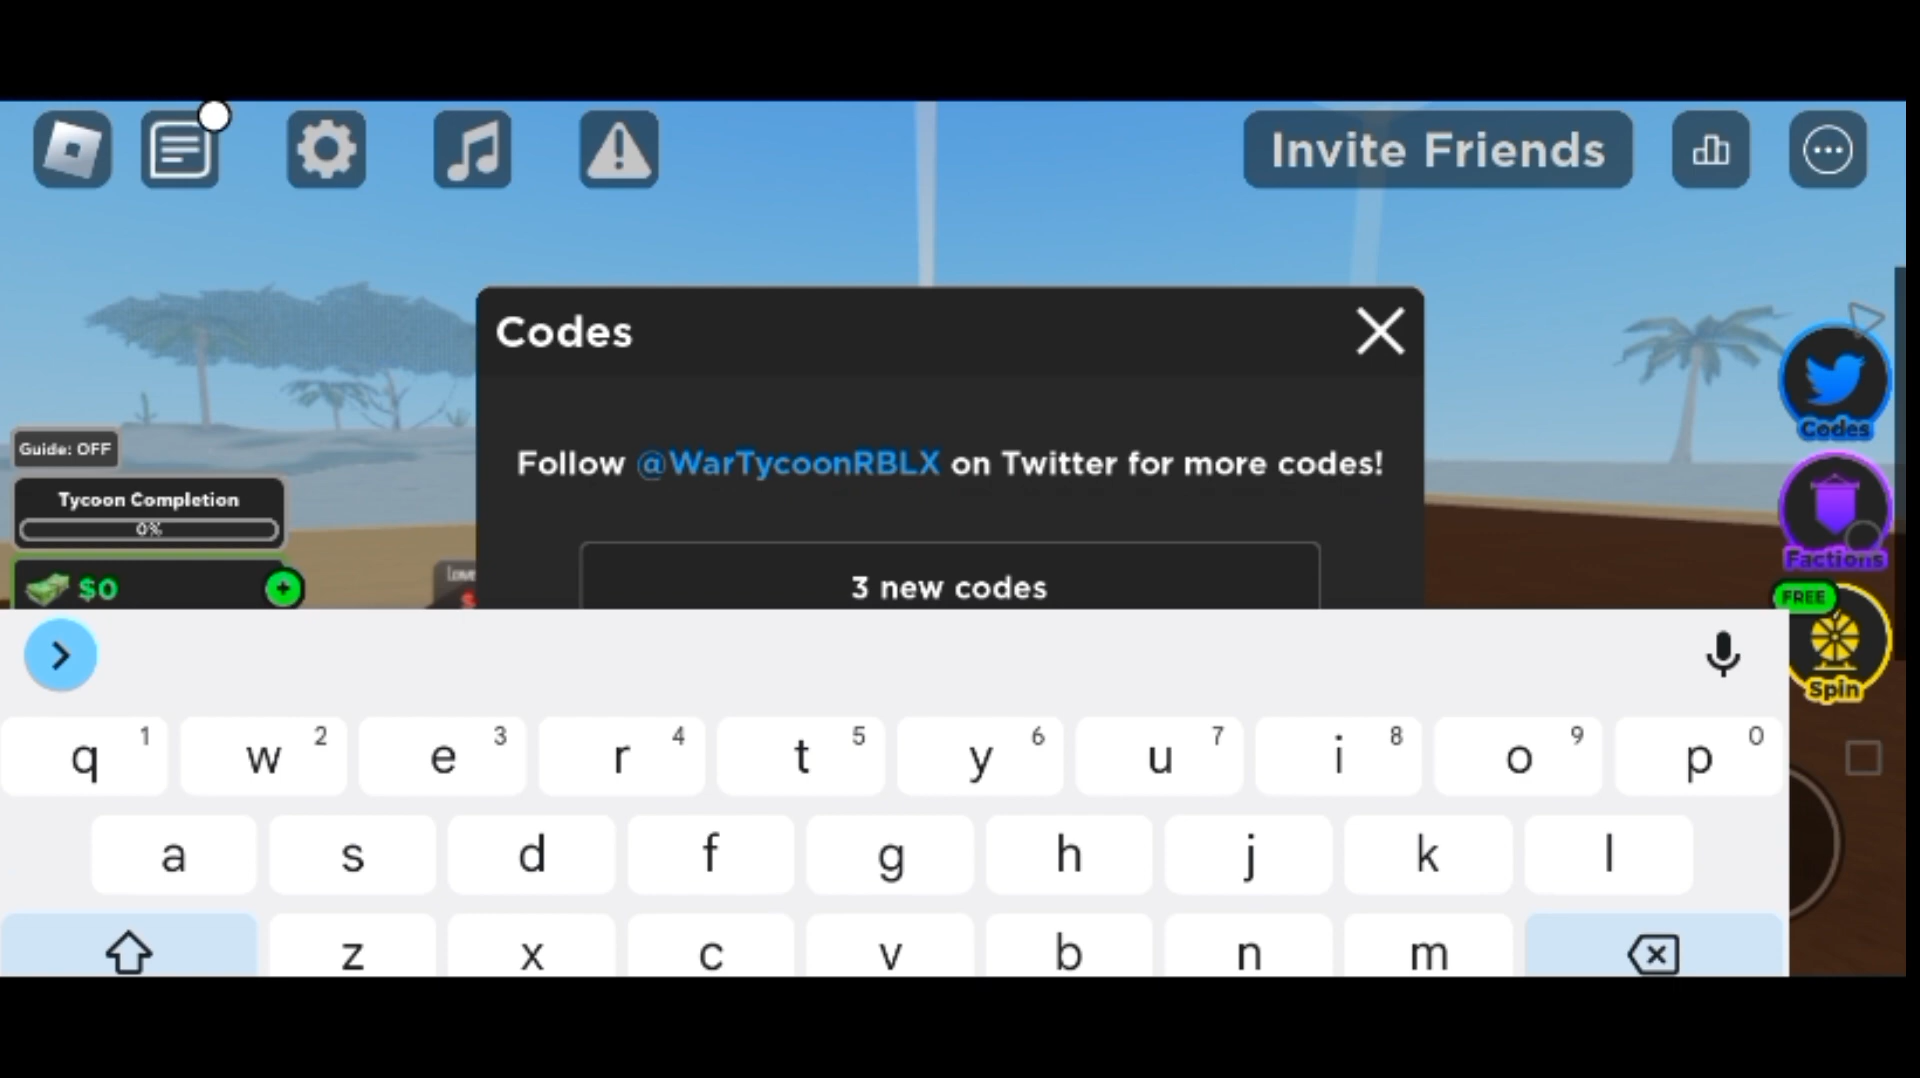 Invite Friends
Codes
Follow @WarTycoonRBLX on Twitter for more codes!
3 new codes
Guide: OFF
Tycoon Completion
0%
$0
+
$
Codes
Factions
FREE
Spin
q 1 w 2 e 3 r 4 t 5 y 6 u 7 i 8 o 9 p 0
a s d f g h j k l
z x c v b n m